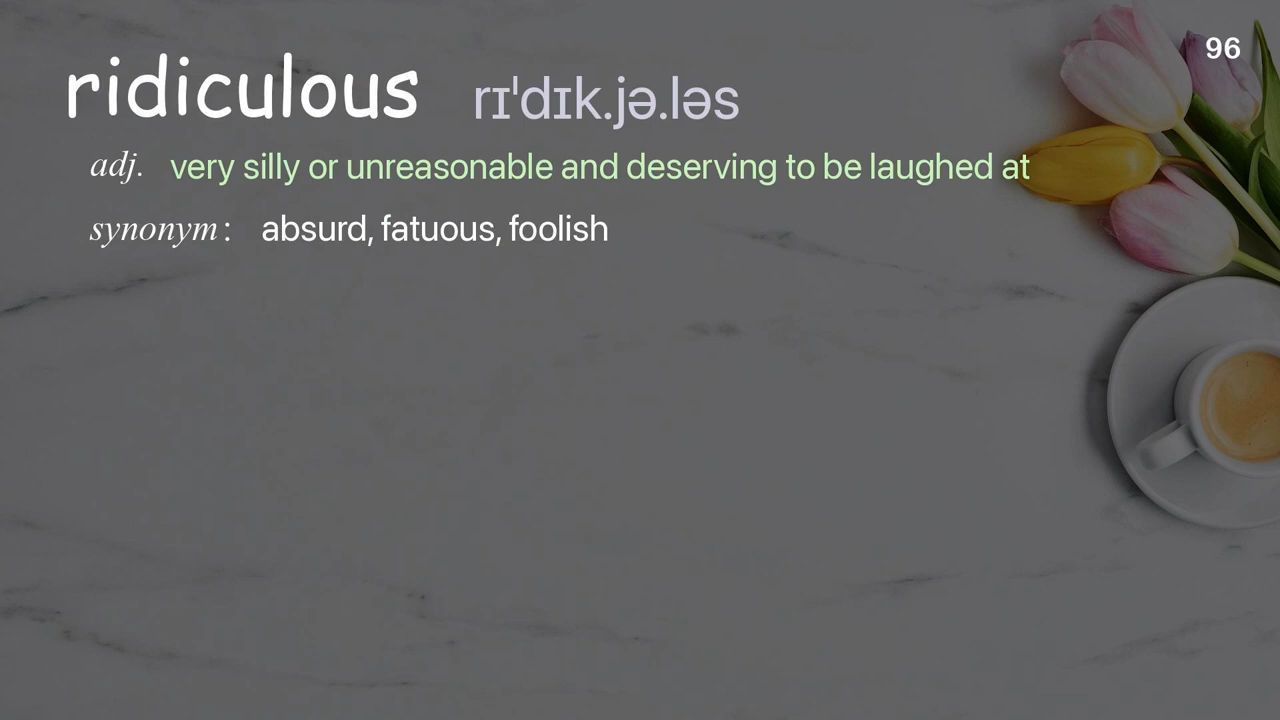 96
ridiculous rɪˈdɪk.jə.ləs
adj. very silly or unreasonable and deserving to be laughed at
synonym: absurd, fatuous, foolish